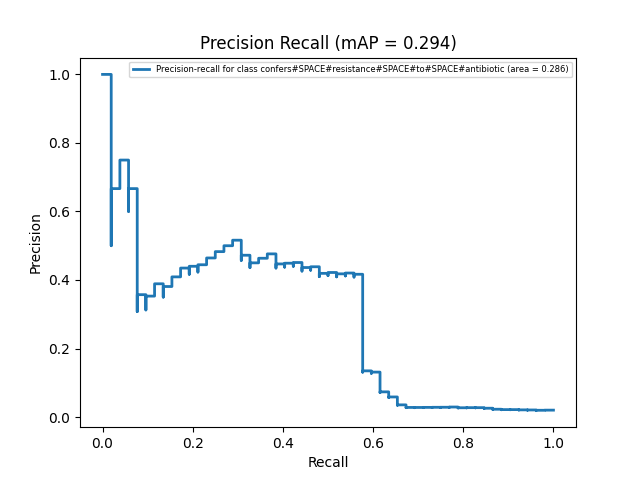 Precision Recall (mAP = 0.294)
Precision-recall for class confers#SPACE#resistance#SPACE#to#SPACE#antibiotic (area = 0.286)
1.0
0.8
0.6
0.4
0.2
0.0
Precision
0.0 0.2 0.4 0.6 0.8 1.0
Recall